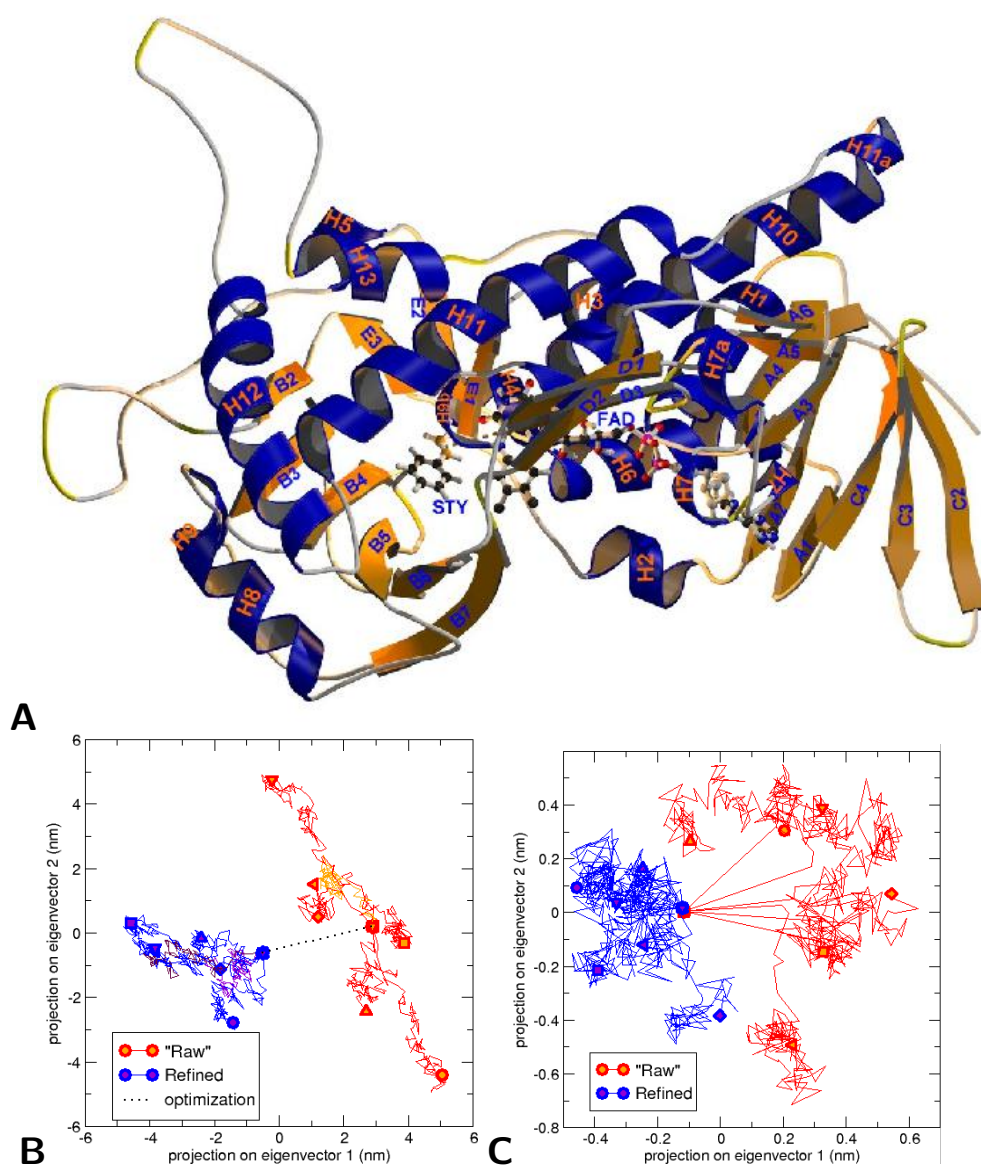 H11a
H5
H10
H13
H3
H1
E2
A6
H11
E3
A5
H7a
D1
A4
B2
H12
H4
E1
D2
D3
A3
H9b
FAD
B3
B4
H6
H7
STY
C4
C2
H9
B5
A1
C3
H2
B6
H8
B7
A
6
4
2
0
-2
-4
-6
projection on eigenvector 2 (nm)
"Raw"
Refined
optimization
-6 -4 -2 0 2 4 6
projection on eigenvector 1 (nm)
B
0.4
0.2
0
-0.2
-0.4
-0.6
-0.8
projection on eigenvector 2 (nm)
"Raw"
Refined
-0.4 -0.2 0 0.2 0.4 0.6
projection on eigenvector 1 (nm)
C